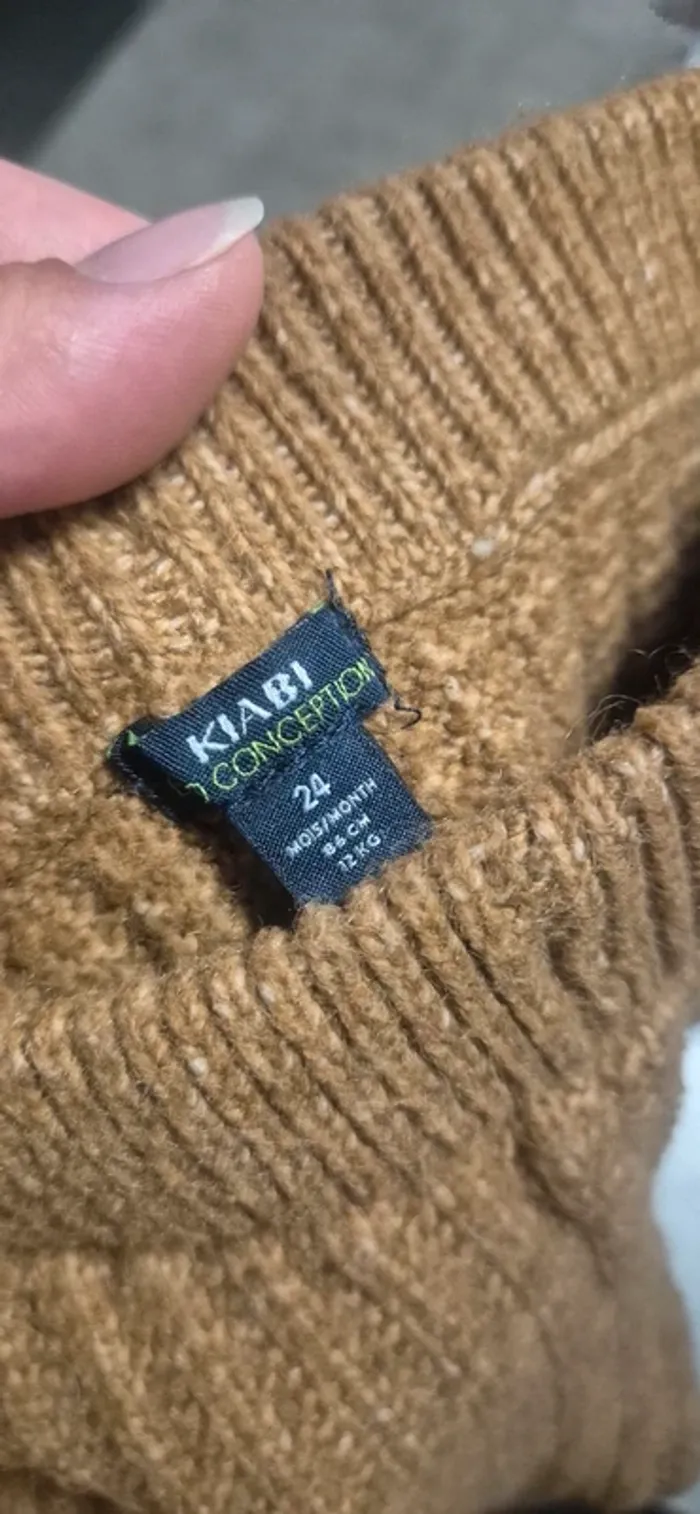 KIABI
CONCEPTION
24
MOIS/MONTH
86 CM
12 KG